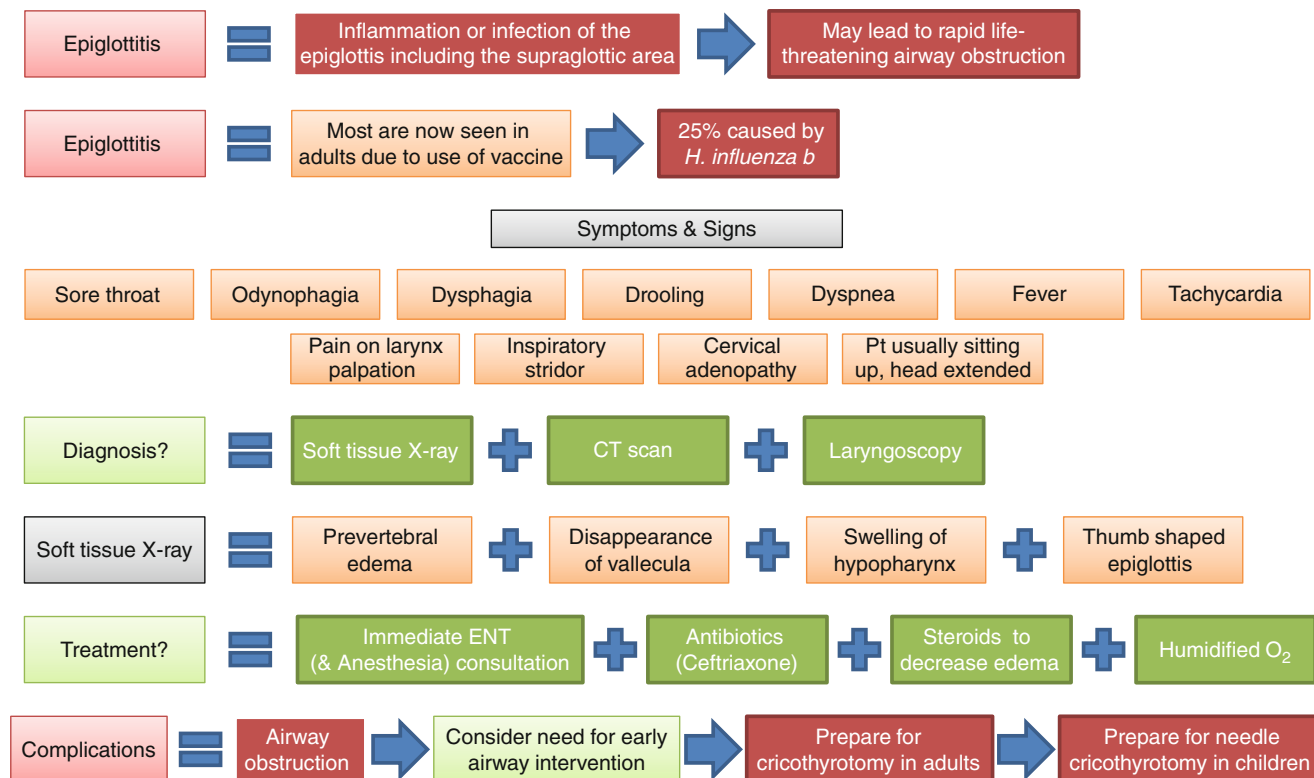 Epiglottitis
Inflammation or infection of the
epiglottis including the supraglottic area
May lead to rapid life-
threatening airway obstruction
Epiglottitis
Most are now seen in
adults due to use of vaccine
25% caused by
H. influenza b
Symptoms & Signs
Sore throat
Odynophagia
Dysphagia
Drooling
Dyspnea
Fever
Tachycardia
Pain on larynx
palpation
Inspiratory
stridor
Cervical
adenopathy
Pt usually sitting
up, head extended
Diagnosis?
Soft tissue X-ray
CT scan
Laryngoscopy
Soft tissue X-ray
Prevertebral
edema
Disappearance
of vallecula
Swelling of
hypopharynx
Thumb shaped
epiglottis
Treatment?
Immediate ENT
(& Anesthesia) consultation
Antibiotics
(Ceftriaxone)
Steroids to
decrease edema
Humidified O₂
Complications
Airway
obstruction
Consider need for early
airway intervention
Prepare for
cricothyrotomy in adults
Prepare for needle
cricothyrotomy in children